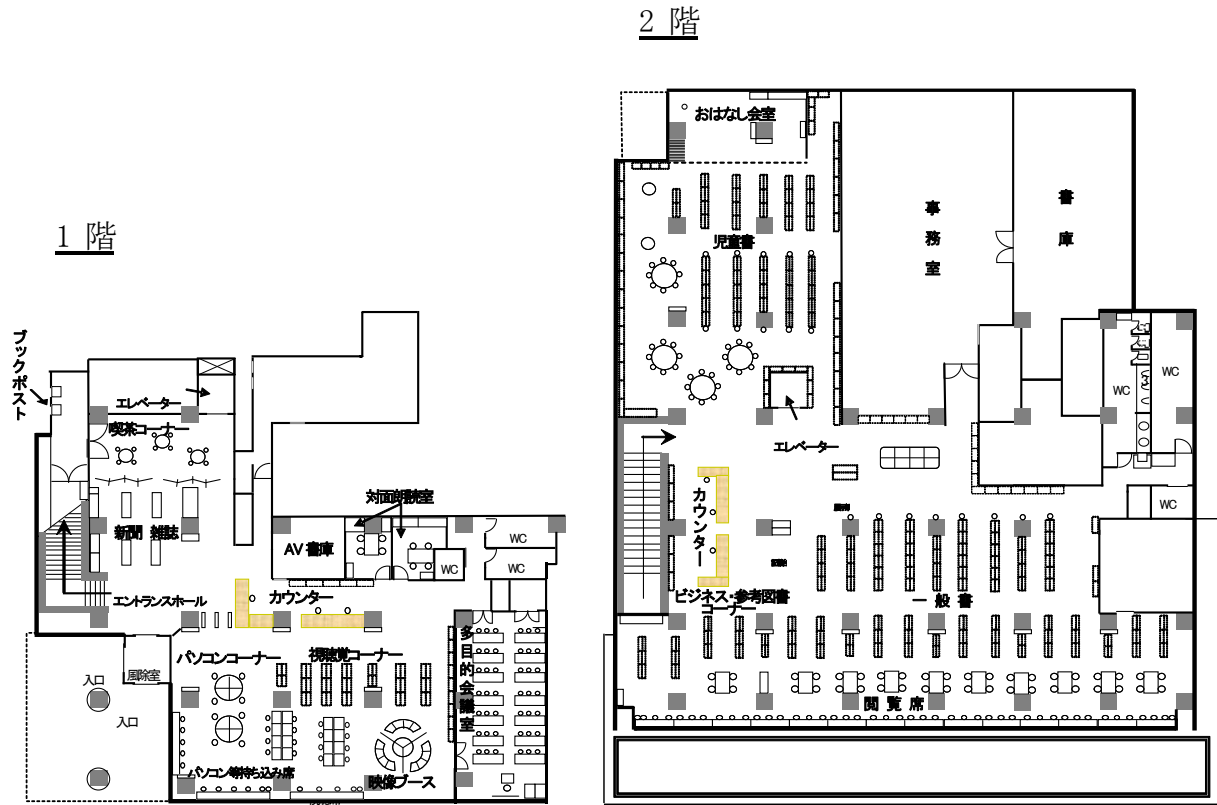 2 階
おはなし会室
事務室
書庫
児童書
WC
WC
エレベーター
カウンター
WC
ビジネス・参考図書
コーナー
一般書
閲覧席
1 階
ブックポスト
エレベーター
喫茶コーナー
対面朗読室
新聞 雑誌
AV 書庫
WC
WC
WC
エントランスホール
カウンター
パソコンコーナー
視聴覚コーナー
多目的会議室
風除室
入口
入口
パソコン等持ち込み席
映像ブース